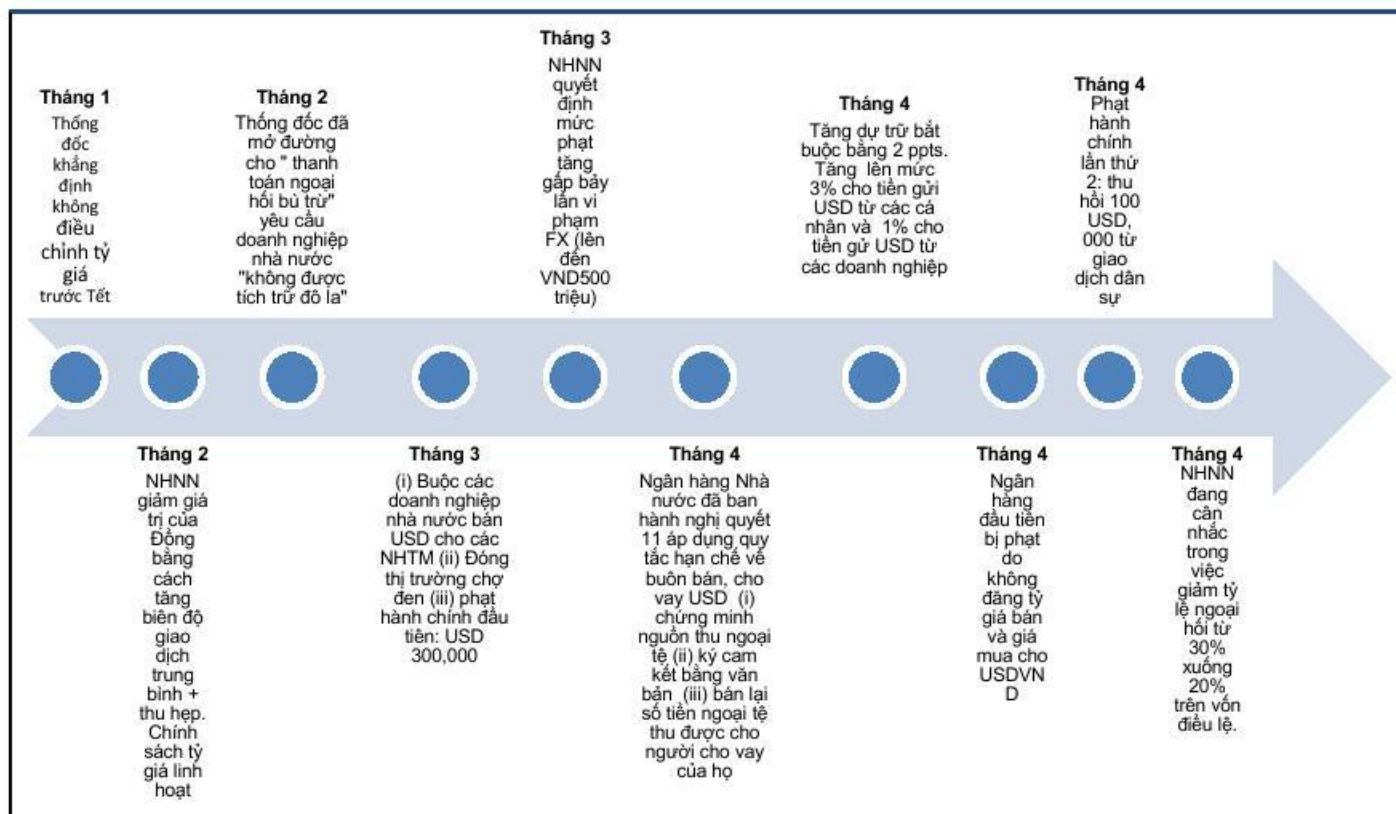 Tháng 1
Thống
đốc
khẳng
định
không
điều
chỉnh tỷ
giá
trước Tết
Tháng 2
NHNN
giảm giá
trị của
Đồng
bằng
cách
tăng
biên độ
giao
dịch
trung
bình +
thu hẹp.
Chính
sách tỷ
giá linh
hoạt
Tháng 2
Thống đốc đã
mở đường
cho " thanh
toán ngoại
hối bù trừ"
yêu cầu
doanh nghiệp
nhà nước
"không được
tích trữ đô la"
Tháng 3
(i) Buộc các
doanh nghiệp
nhà nước bán
USD cho các
NHTM (ii) Đóng
thị trường chợ
đen (iii) phạt
hành chính đầu
tiên: USD
300,000
Tháng 3
NHNN
quyết
định
mức
phạt
tăng
gấp bảy
lần vi
phạm
FX (lên
đến
VND500
triệu)
Tháng 4
Ngân hàng Nhà
nước đã ban
hành nghị quyết
11 áp dụng quy
tắc hạn chế về
buôn bán, cho
vay USD (i)
chứng minh
nguồn thu ngoại
tệ (ii) ký cam
kết bằng văn
bản (iii) bán lại
số tiền ngoại tệ
thu được cho
người cho vay
của họ
Tháng 4
Tăng dự trữ bắt
buộc bằng 2 ppts.
Tăng lên mức
3% cho tiền gửi
USD từ các cá
nhân và 1% cho
tiền gử USD từ
các doanh nghiệp
Tháng 4
Ngân
hàng
đầu tiên
bị phạt
do
không
đăng tỷ
giá bán
và giá
mua cho
USDVN
D
Tháng 4
Phạt
hành
chính
lần thứ
2: thu
hồi 100
USD,
000 từ
giao
dịch dân
sự
Tháng 4
NHNN
đang
cân
nhắc
trong
việc
giảm tỷ
lệ ngoại
hối từ
30%
xuống
20%
trên vốn
điều lệ.